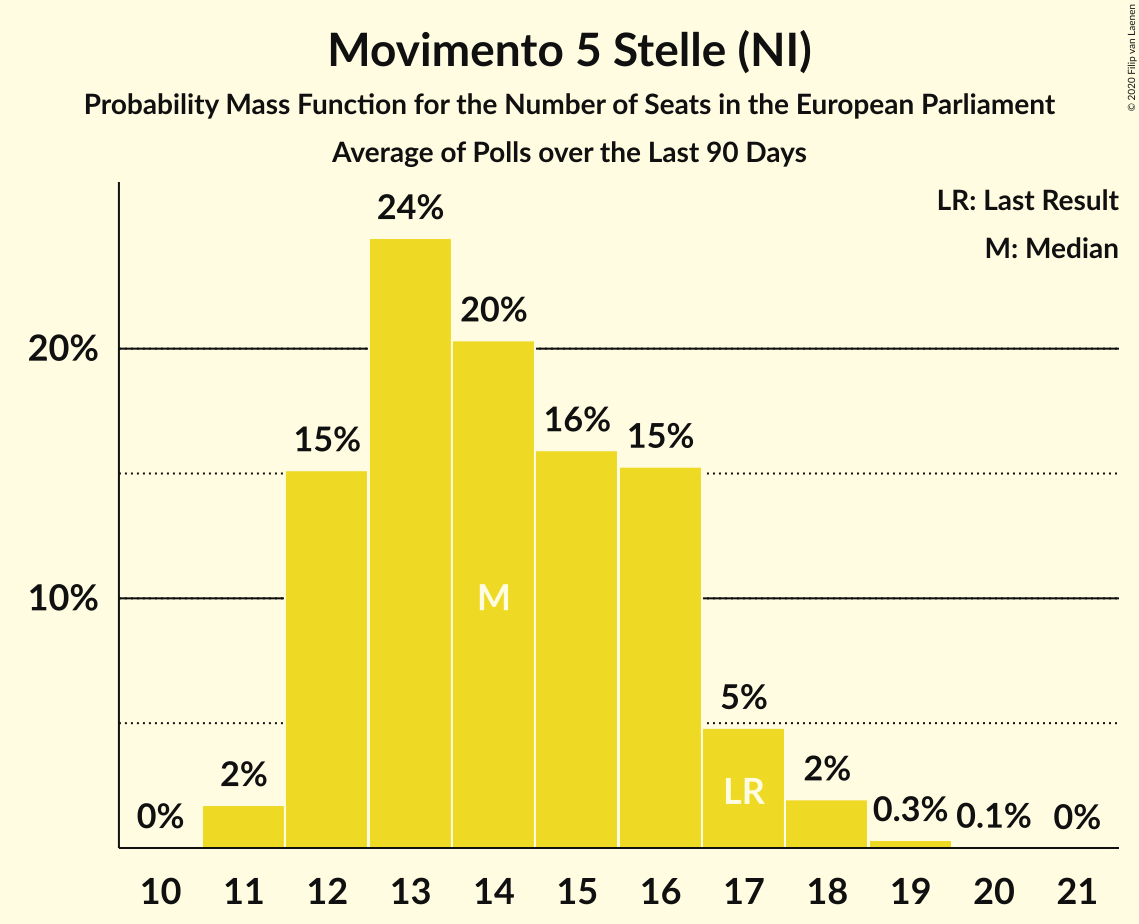 Movimento 5 Stelle (NI)
Probability Mass Function for the Number of Seats in the European Parliament
Average of Polls over the Last 90 Days
© 2020 Filip van Laenen
LR: Last Result
M: Median
24%
20%
20%
16%
15%
15%
10%
M
5%
LR
2%
2%
0%
0.3%
0.1%
0%
10 11 12 13 14 15 16 17 18 19 20 21